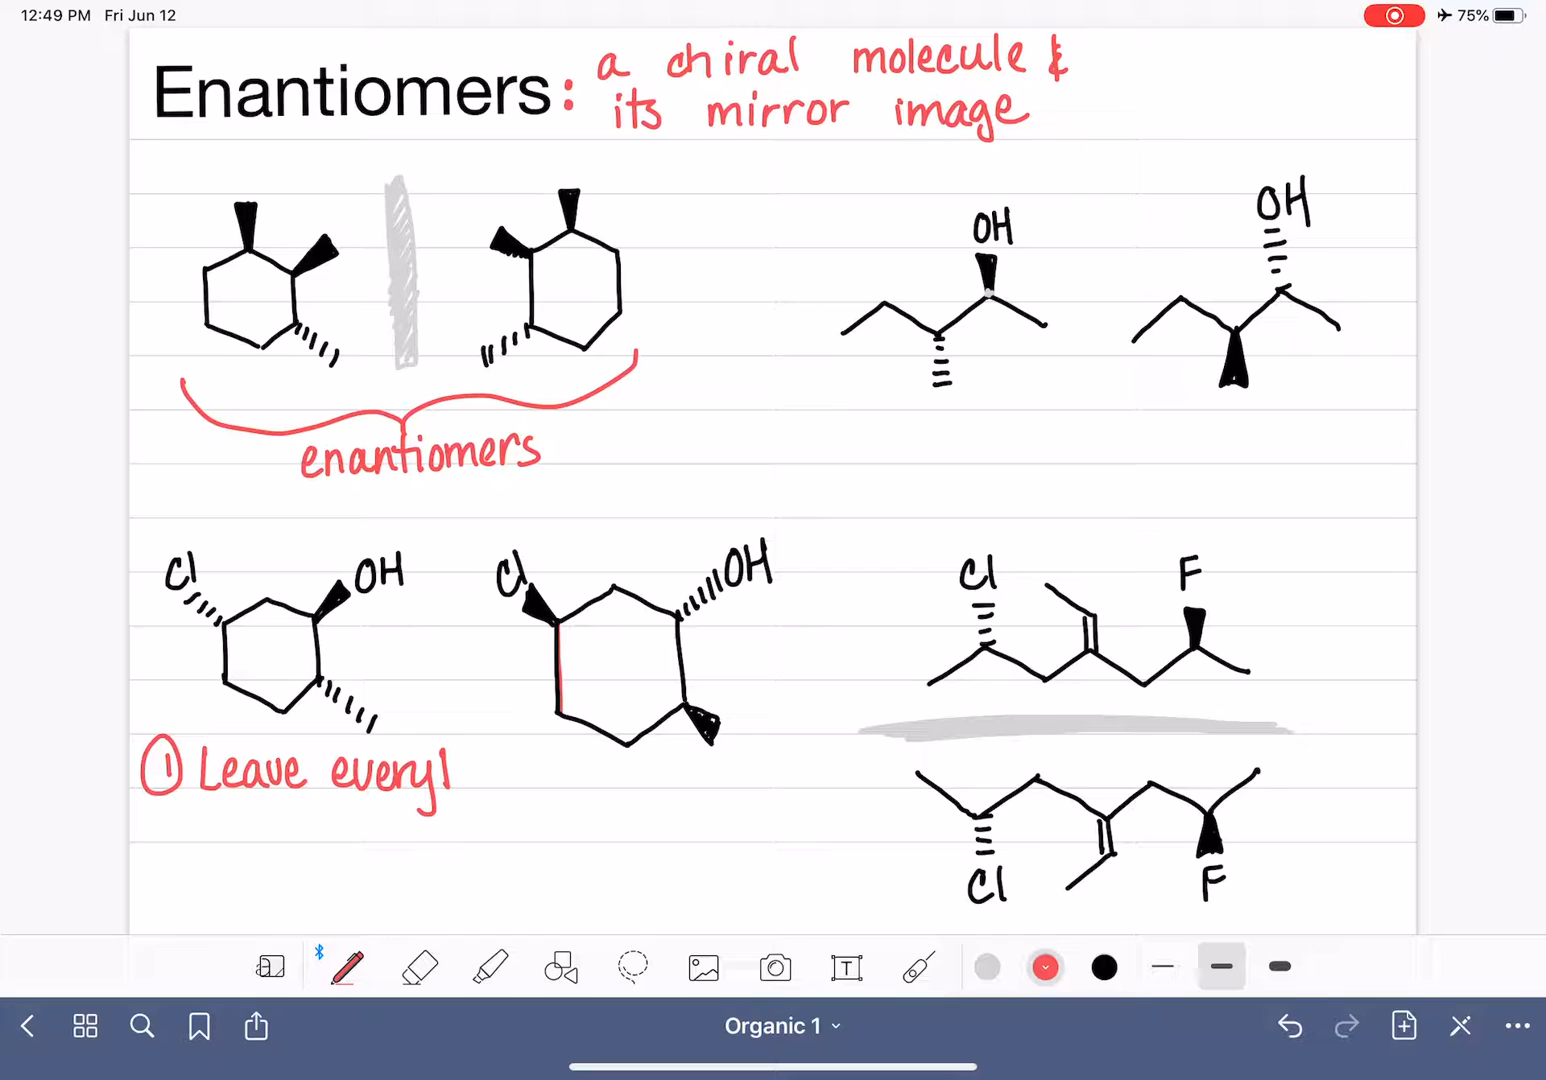 12:49 PM Fri Jun 12
75%
Enantiomers: a chiral molecule &
its mirror image
OH
OH
enantiomers
Cl
OH
Cl
OH
Cl
F
① Leave everyl
Cl
F
T
Organic 1